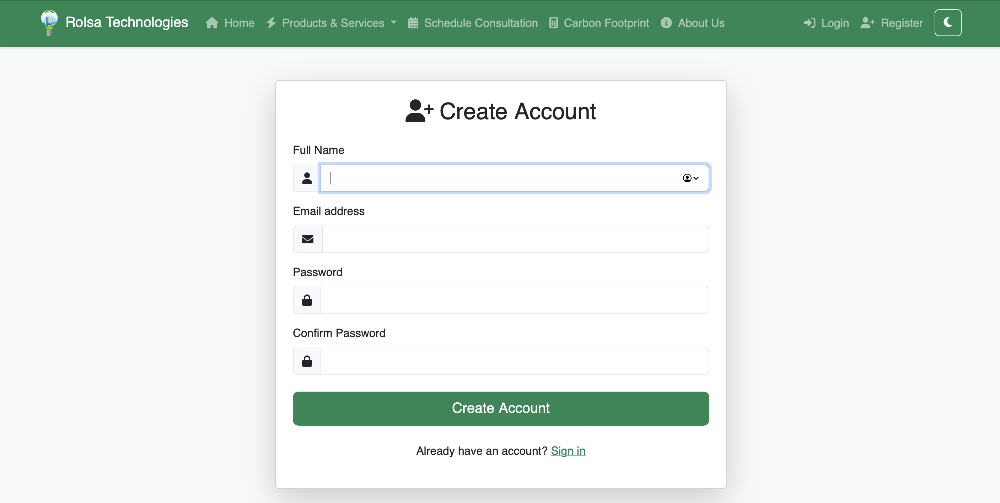 Rolsa Technologies Home Products & Services Schedule Consultation Carbon Footprint About Us Login Register
Create Account
Full Name
Email address
Password
Confirm Password
Create Account
Already have an account? Sign in